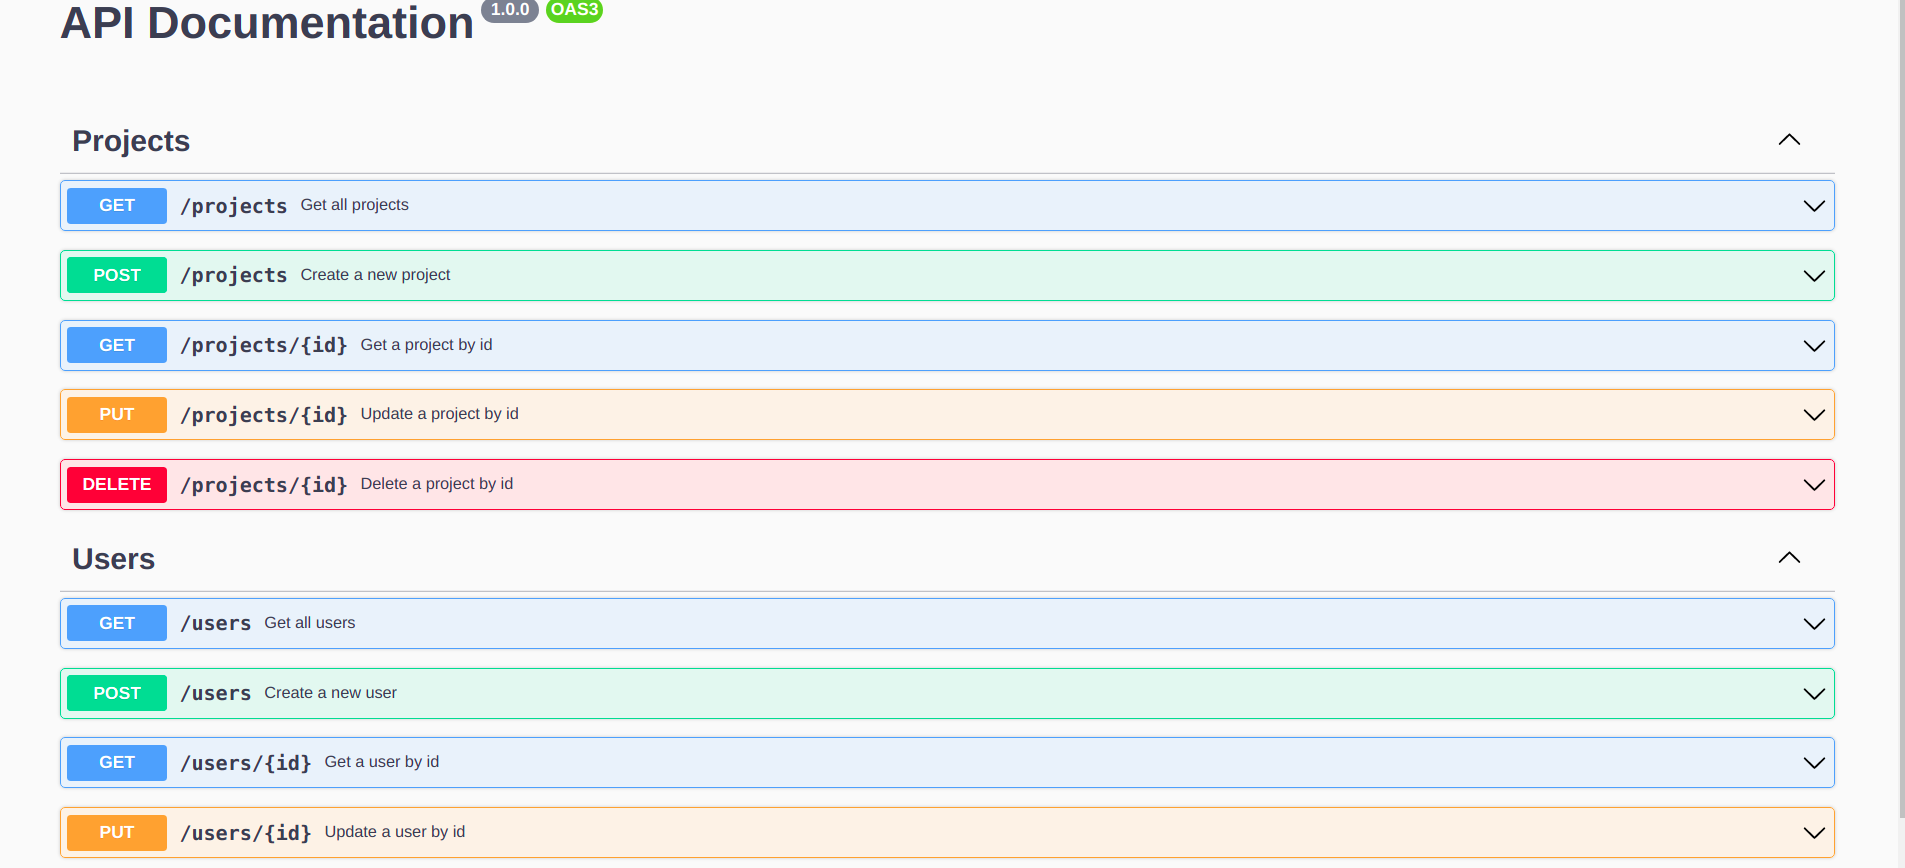 API Documentation 1.0.0 OAS3
Projects
GET /projects Get all projects
POST /projects Create a new project
GET /projects/{id} Get a project by id
PUT /projects/{id} Update a project by id
DELETE /projects/{id} Delete a project by id
Users
GET /users Get all users
POST /users Create a new user
GET /users/{id} Get a user by id
PUT /users/{id} Update a user by id